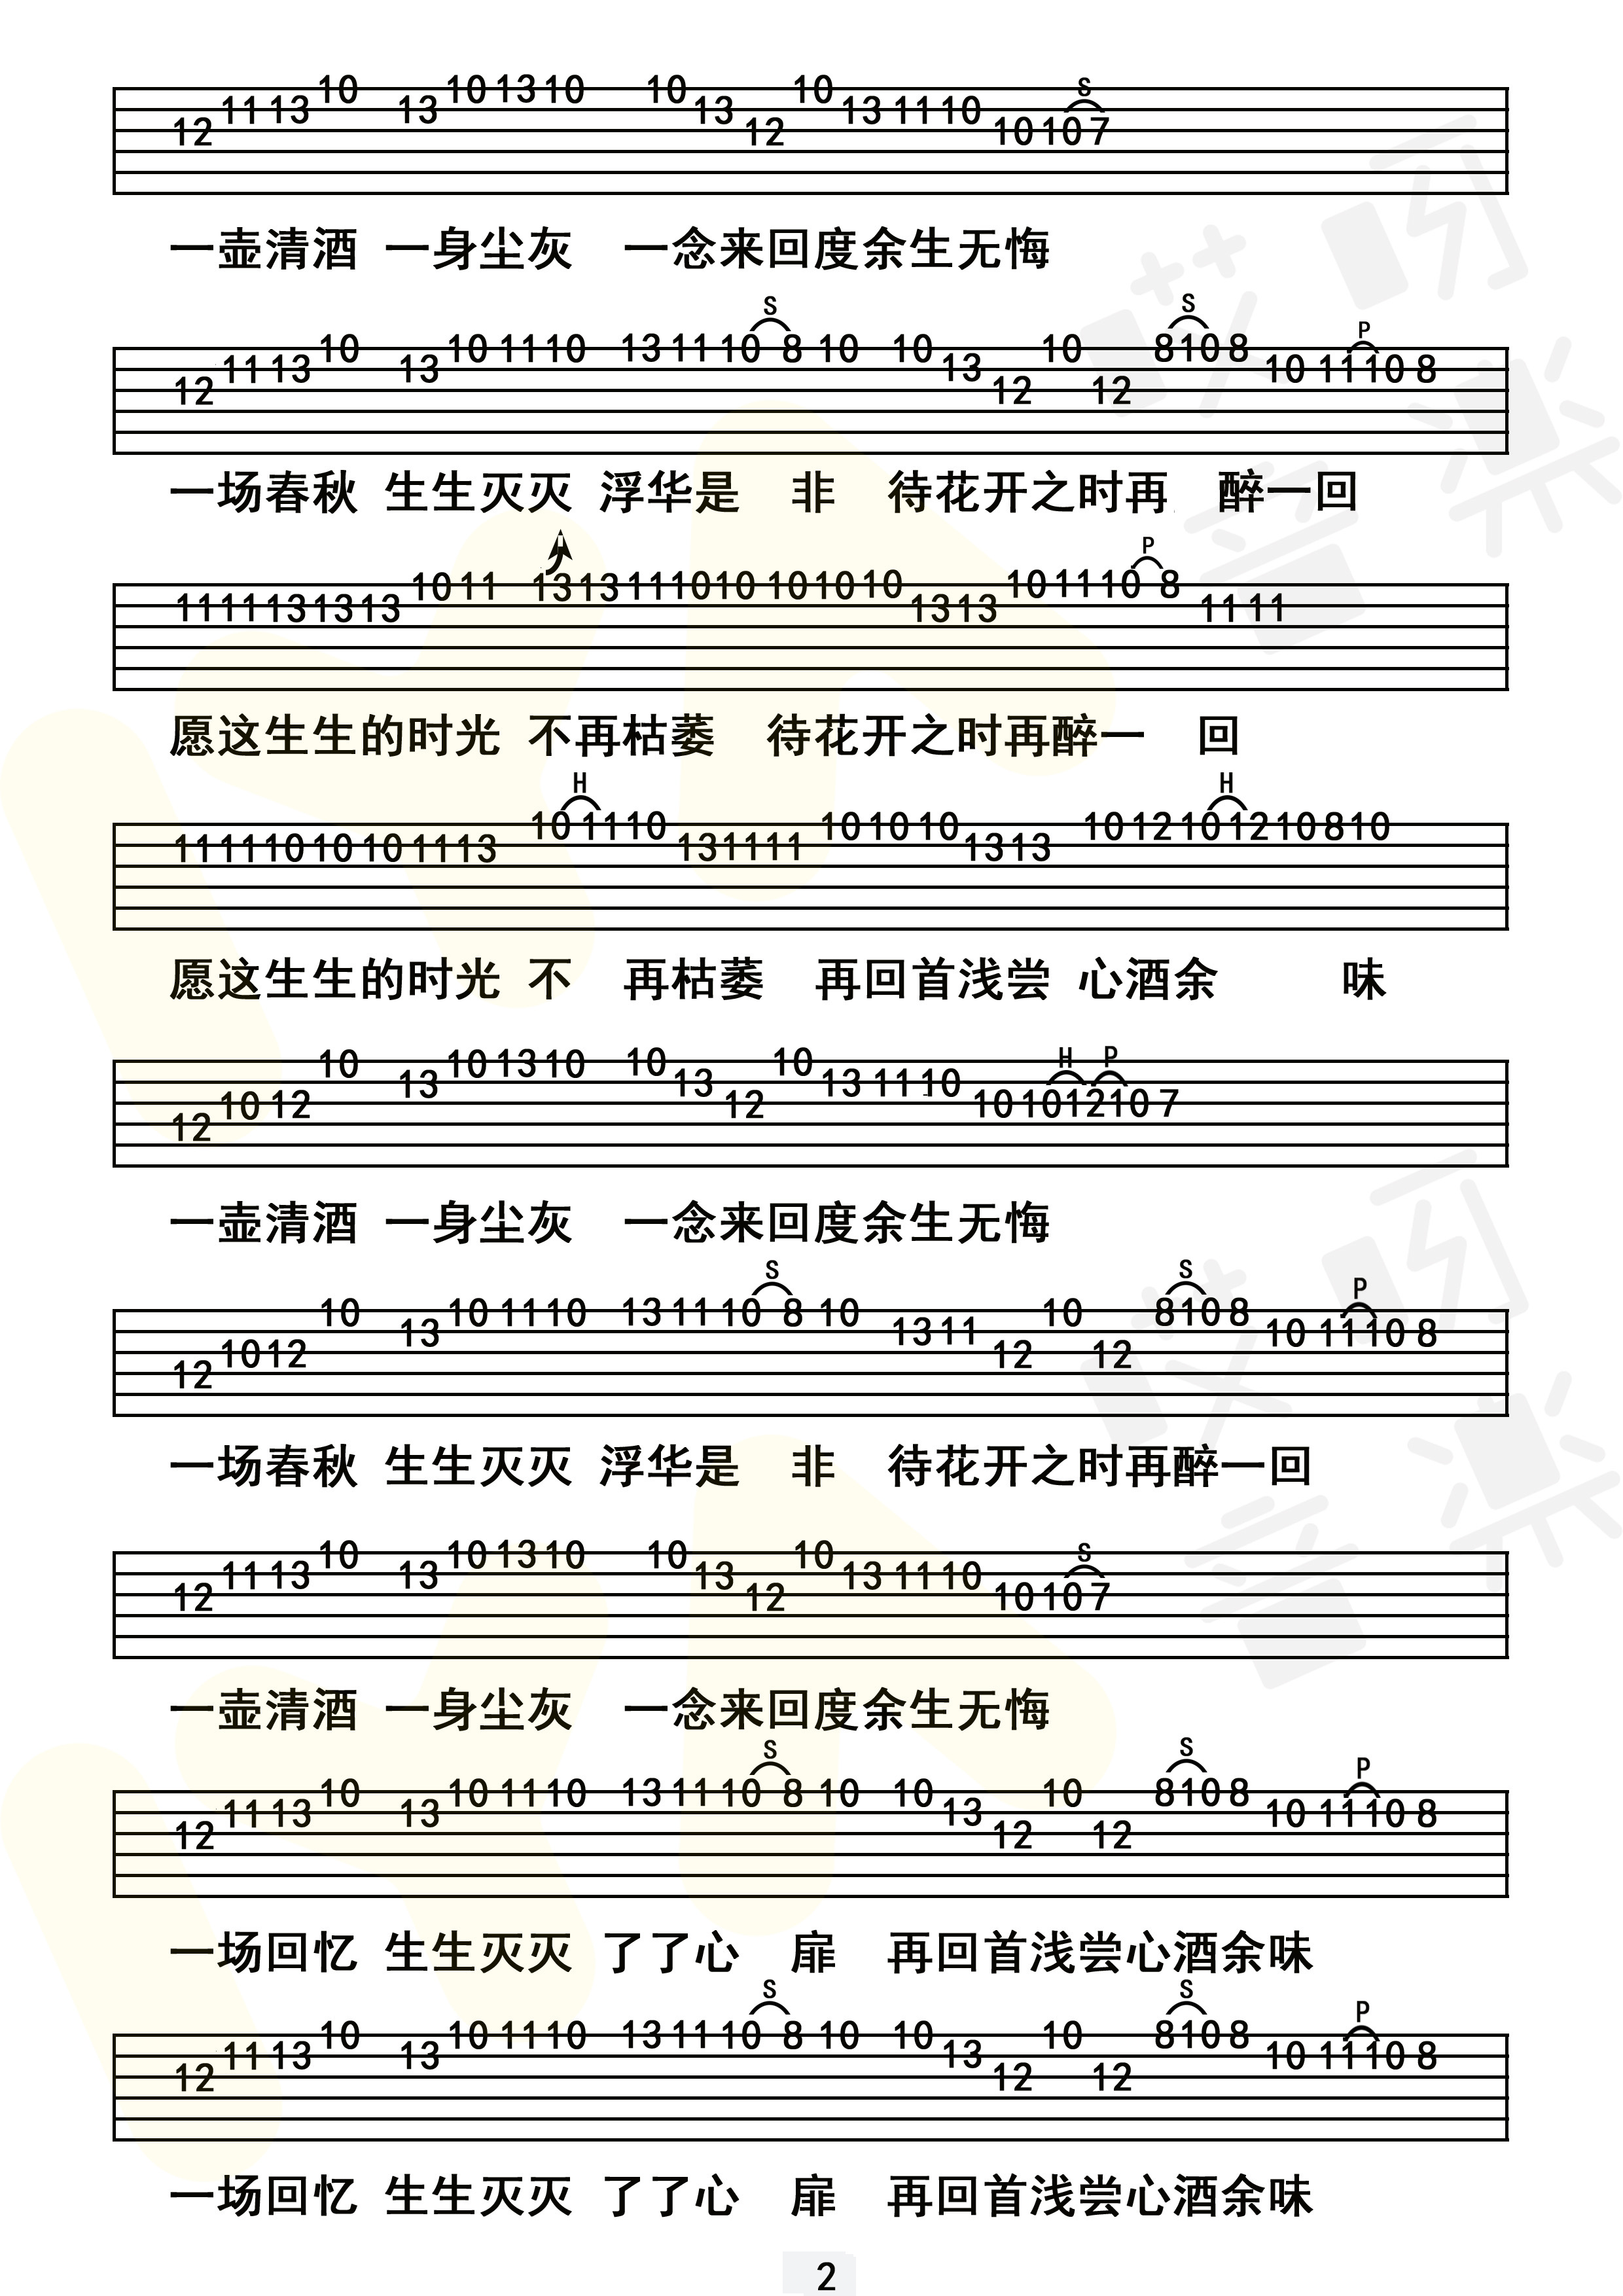 S
10 10 13 10 10 10
11 13 13 13 13 11 10
12 12 10 10 7
一壶清酒 一身尘灰 一念来回度余生无悔
S S
10 10 11 10 13 11 10 8 10 10 10 8 10 8 P
11 13 13 13 10 11 10 8
12 12 12
一场春秋 生生灭灭 浮华是 非 待花开之时再 醉一回
P
10 11 13 13 11 10 10 10 10 10 10 11 10 8
11 11 13 13 13 13 13 11 11
愿这生生的时光 不再枯萎 待花开之时再醉一 回
H H
10 11 10 10 10 10 10 12 10 12 10 8 10
11 11 10 10 10 11 13 13 11 11 13 13
愿这生生的时光 不 再枯萎 再回首浅尝 心酒余 味
10 10 13 10 10 10 H P
13 13 13 11 10
10 12 12 10 10 12 10 7
12
一壶清酒 一身尘灰 一念来回度余生无悔
S S
10 10 11 10 13 11 10 8 10 10 8 10 8 P
13 13 11 10 11 10 8
10 12 12 12
12
一场春秋 生生灭灭 浮华是 非 待花开之时再醉一回
S
10 10 13 10 10 10
11 13 13 13 13 11 10
12 12 10 10 7
一壶清酒 一身尘灰 一念来回度余生无悔
S S
10 10 11 10 13 11 10 8 10 10 10 8 10 8 P
11 13 13 13 10 11 10 8
12 12 12
一场回忆 生生灭灭 了了心 扉 再回首浅尝心酒余味
S S
10 10 11 10 13 11 10 8 10 10 10 8 10 8 P
11 13 13 13 10 11 10 8
12 12 12
一场回忆 生生灭灭 了了心 扉 再回首浅尝心酒余味
2